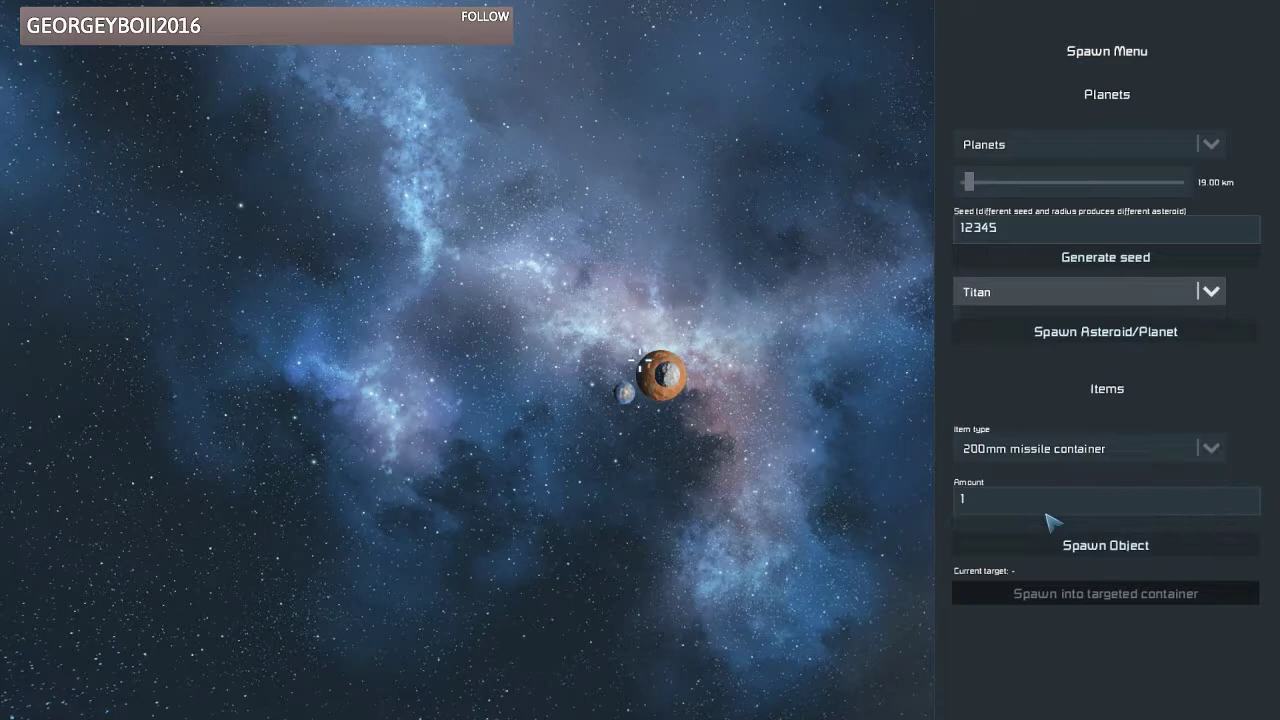 GEORGEYBOII2016
FOLLOW
Spawn Menu
Planets
Planets
19.00 km
Seed (different seed and radius produces different asteroid)
12345
Generate seed
Titan
Spawn Asteroid/Planet
Items
Item type
200mm missile container
Amount
1
Spawn Object
Current target: -
Spawn into targeted container